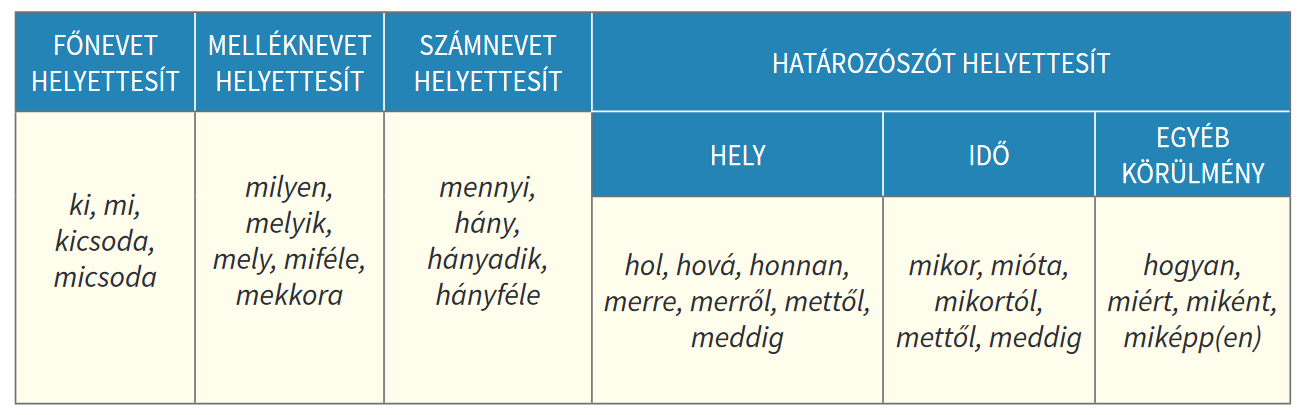 FŐNEVET
HELYETTESÍT
MELLÉKNEVET
HELYETTESÍT
SZÁMNEVET
HELYETTESÍT
HATÁROZÓSZÓT HELYETTESÍT
HELY
IDŐ
EGYÉB
KÖRÜLMÉNY
ki, mi,
kicsoda,
micsoda
milyen,
melyik,
mely, miféle,
mekkora
mennyi,
hány,
hányadik,
hányféle
hol, hová, honnan,
merre, merről, mettől,
meddig
mikor, mióta,
mikortól,
mettől, meddig
hogyan,
miért, miként,
miképp(en)